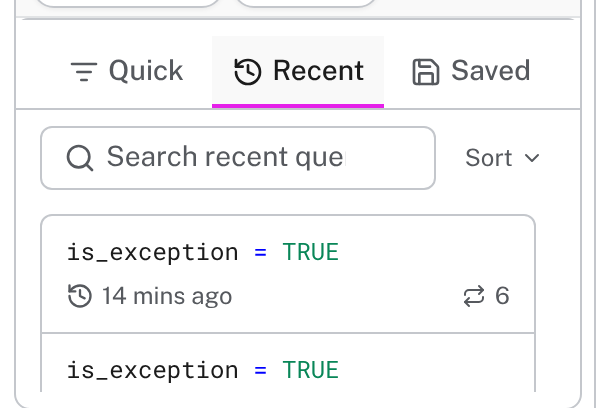 Quick Recent Saved
Search recent que
Sort
is_exception = TRUE
14 mins ago 6
is_exception = TRUE